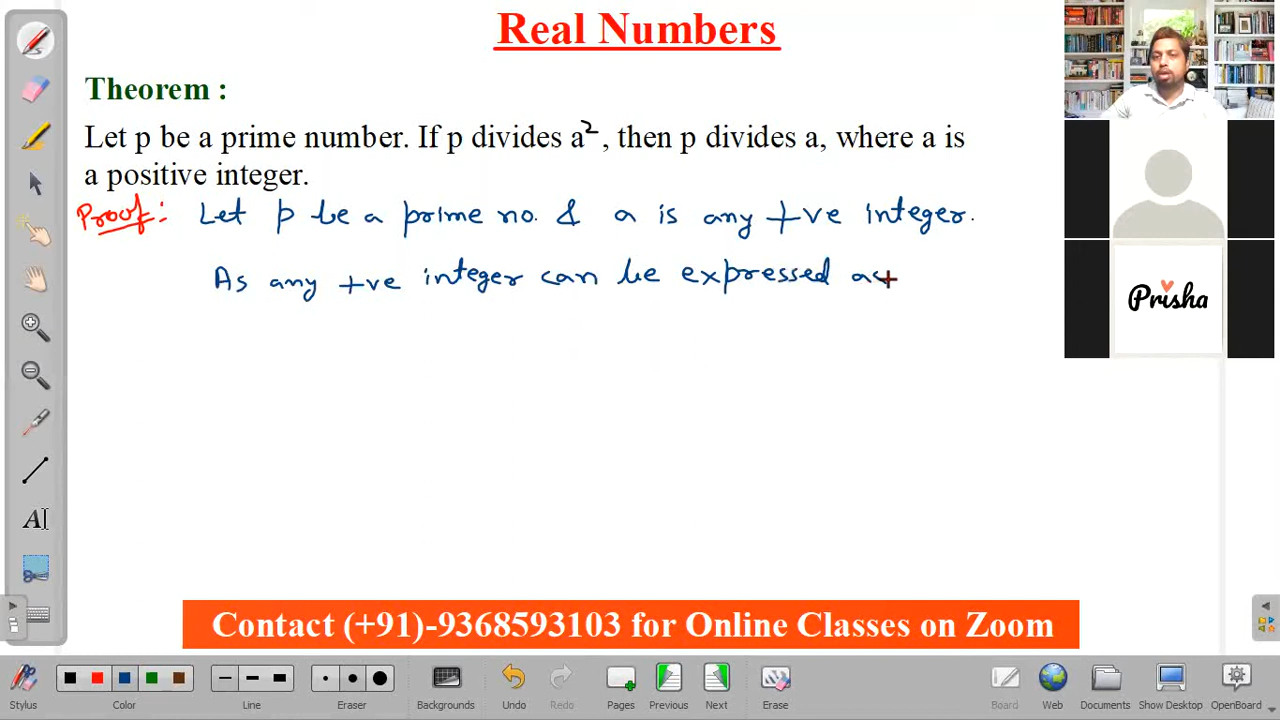 Real Numbers
Theorem :
Let p be a prime number. If p divides a², then p divides a, where a is
a positive integer.
Proof: Let p be a prime no. & a is any +ve integer.
As any +ve integer can be expressed as
Prisha
Contact (+91)-9368593103 for Online Classes on Zoom
Stylus Color Line Eraser Backgrounds Undo Redo Pages Previous Next Erase Board Web Documents Show Desktop OpenBoard